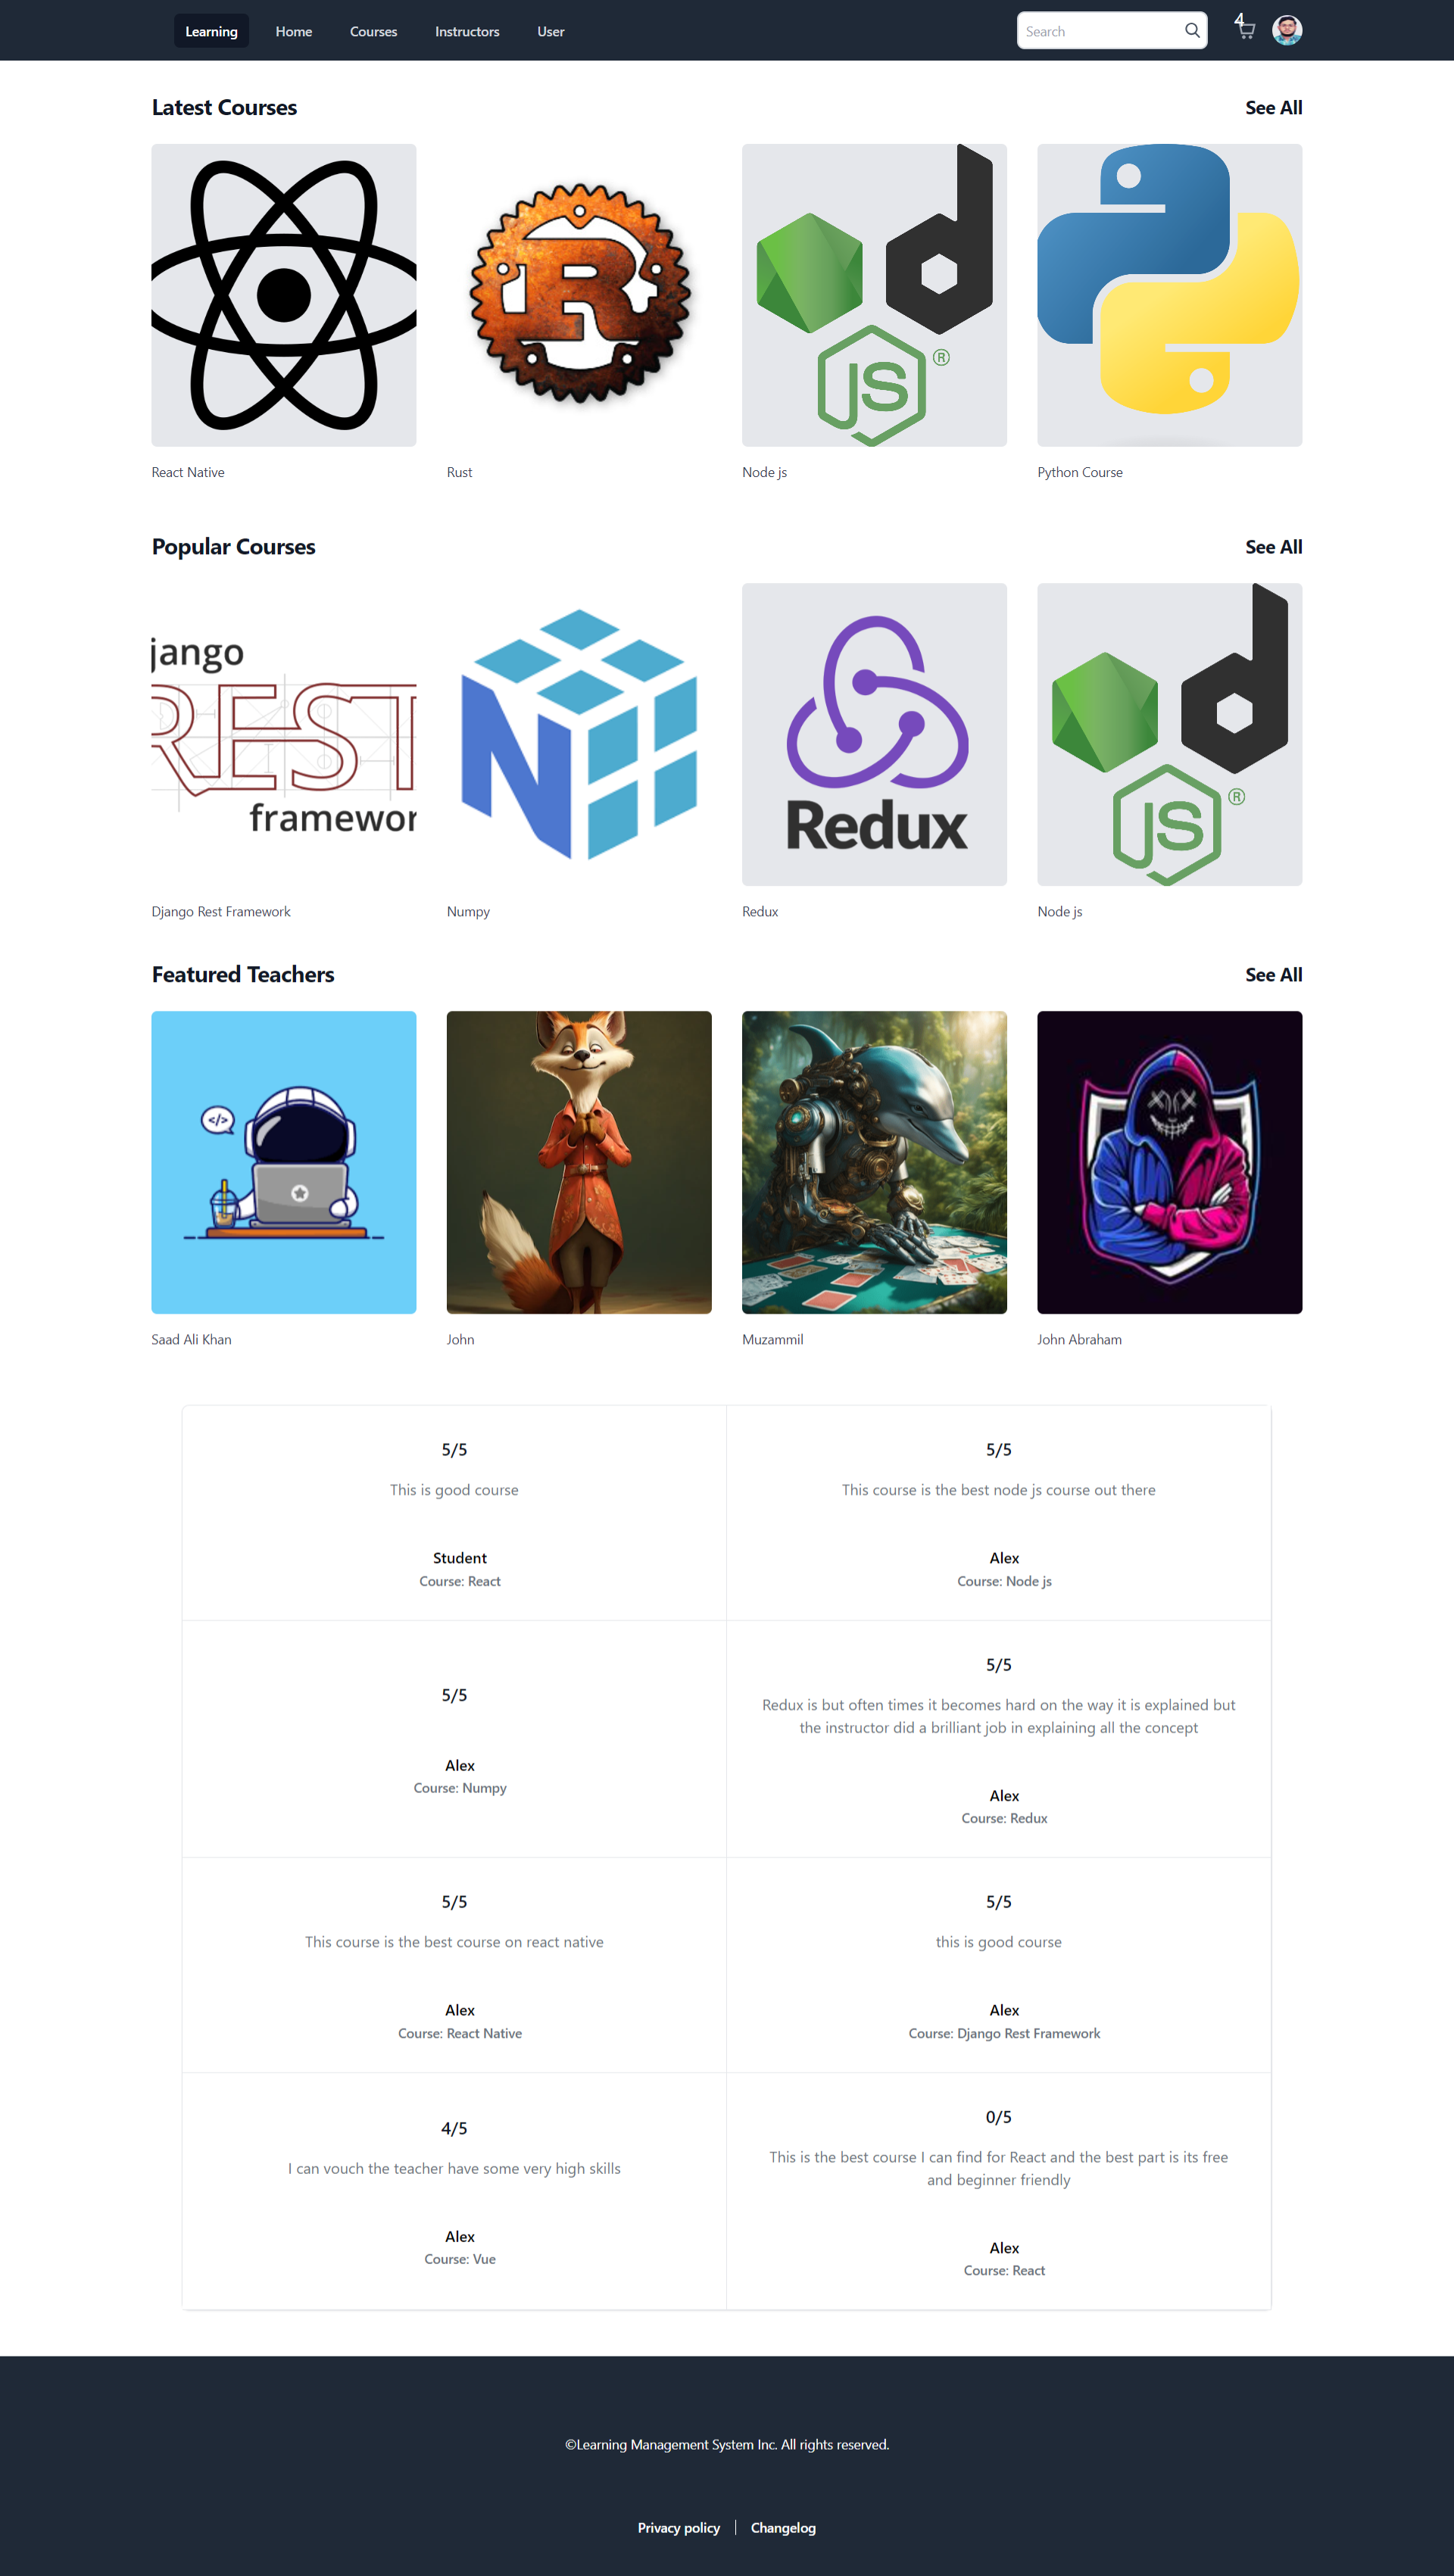 Learning Home Courses Instructors User Search 4
Latest Courses See All
R
JS ®
React Native Rust Node js Python Course
Popular Courses See All
jango
REST
framewor
N
Redux
JS ®
Django Rest Framework Numpy Redux Node js
Featured Teachers See All
</>
Saad Ali Khan John Muzammil John Abraham
5/5
This is good course
Student
Course: React
5/5
This course is the best node js course out there
Alex
Course: Node js
5/5
Alex
Course: Numpy
5/5
Redux is but often times it becomes hard on the way it is explained but
the instructor did a brilliant job in explaining all the concept
Alex
Course: Redux
5/5
This course is the best course on react native
Alex
Course: React Native
5/5
this is good course
Alex
Course: Django Rest Framework
4/5
I can vouch the teacher have some very high skills
Alex
Course: Vue
0/5
This is the best course I can find for React and the best part is its free
and beginner friendly
Alex
Course: React
©Learning Management System Inc. All rights reserved.
Privacy policy Changelog